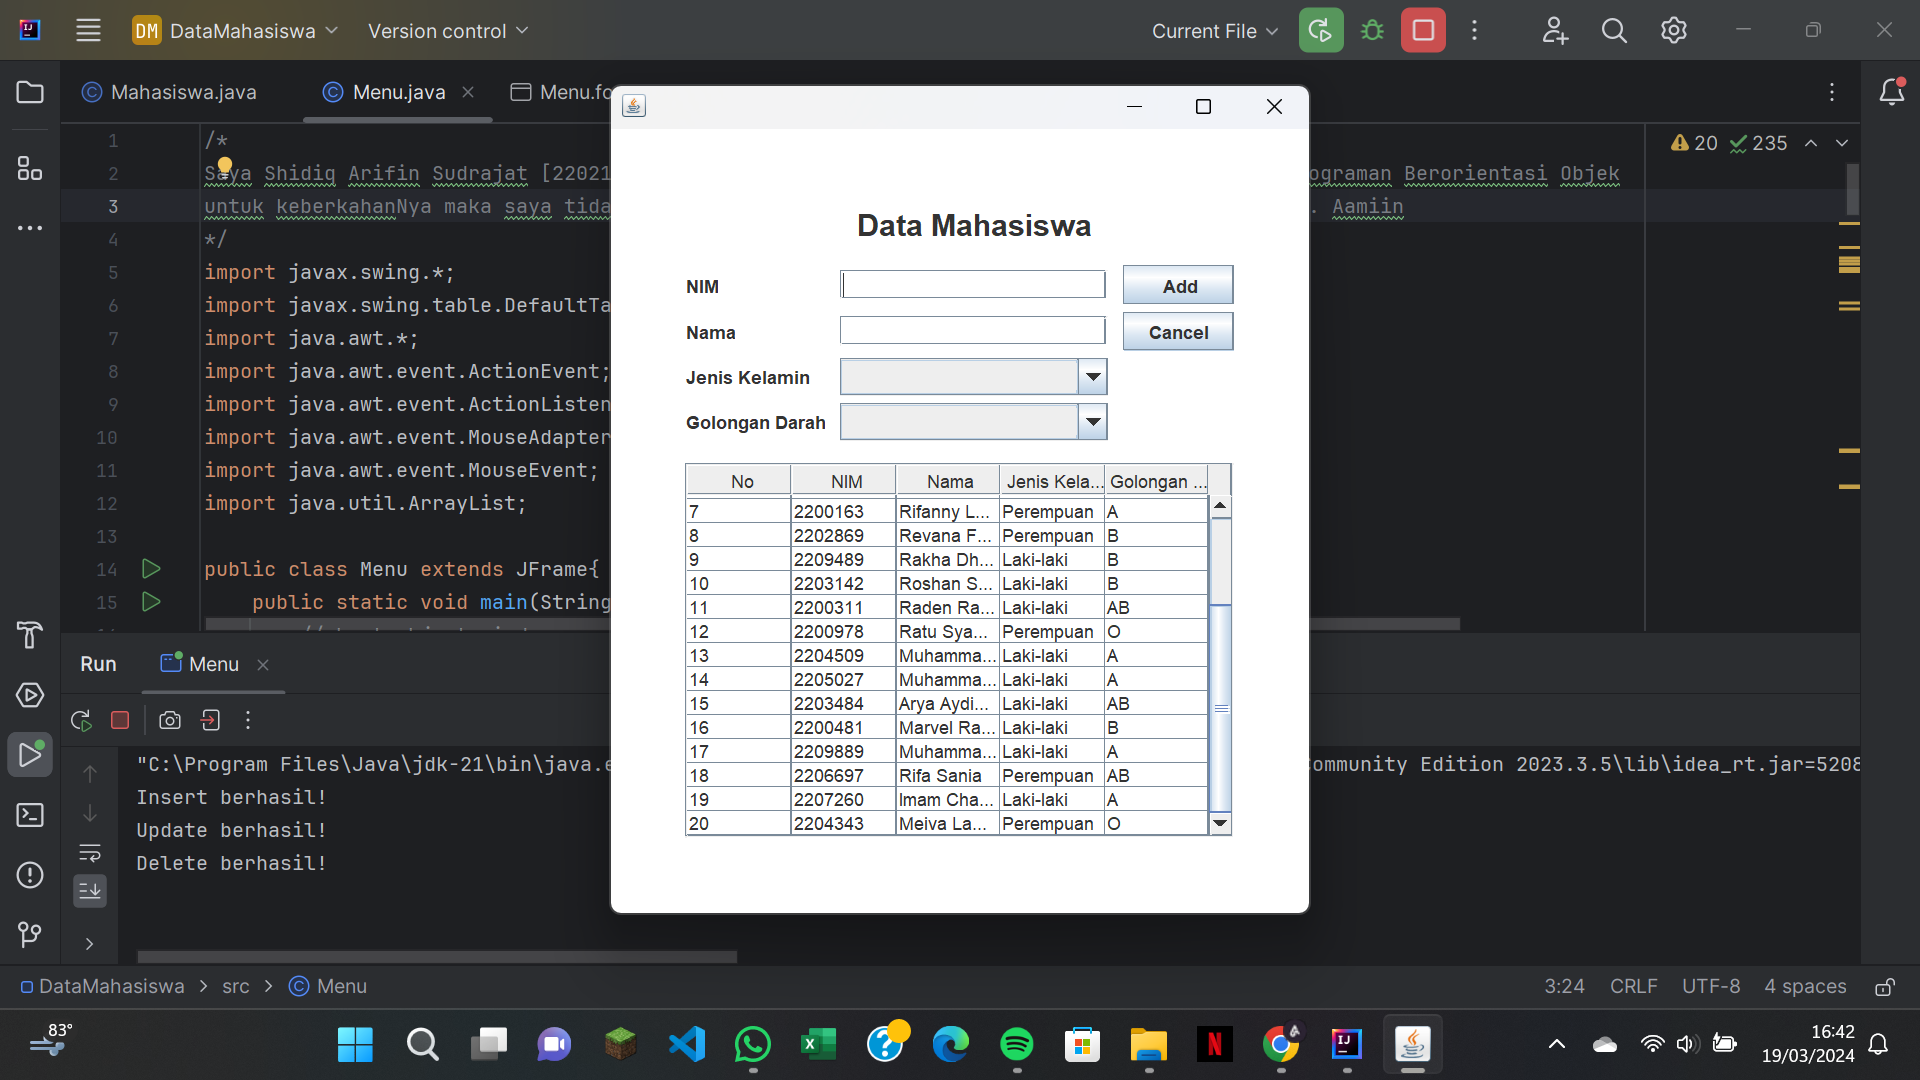 DM DataMahasiswa Version control Current File
Mahasiswa.java Menu.java Menu.fo
1 /* 20 235
2 Saya Shidiq Arifin Sudrajat [22021 ograman Berorientasi Objek
3 untuk keberkahanNya maka saya tida . Aamiin
4 */
5 import javax.swing.*;
6 import javax.swing.table.DefaultTa
7 import java.awt.*;
8 import java.awt.event.ActionEvent;
9 import java.awt.event.ActionListen
10 import java.awt.event.MouseAdapter
11 import java.awt.event.MouseEvent;
12 import java.util.ArrayList;
13
14 public class Menu extends JFrame{
15 public static void main(String
Data Mahasiswa
NIM Add
Nama Cancel
Jenis Kelamin
Golongan Darah
No NIM Nama Jenis Kela... Golongan ...
7 2200163 Rifanny L... Perempuan A
8 2202869 Revana F... Perempuan B
9 2209489 Rakha Dh... Laki-laki B
10 2203142 Roshan S... Laki-laki B
11 2200311 Raden Ra... Laki-laki AB
12 2200978 Ratu Sya... Perempuan O
13 2204509 Muhamma... Laki-laki A
14 2205027 Muhamma... Laki-laki A
15 2203484 Arya Aydi... Laki-laki AB
16 2200481 Marvel Ra... Laki-laki B
17 2209889 Muhamma... Laki-laki A
18 2206697 Rifa Sania Perempuan AB
19 2207260 Imam Cha... Laki-laki A
20 2204343 Meiva La... Perempuan O
Run Menu
"C:\Program Files\Java\jdk-21\bin\java.e ommunity Edition 2023.3.5\lib\idea_rt.jar=5208
Insert berhasil!
Update berhasil!
Delete berhasil!
DataMahasiswa > src > Menu 3:24 CRLF UTF-8 4 spaces
83°
16:42
19/03/2024